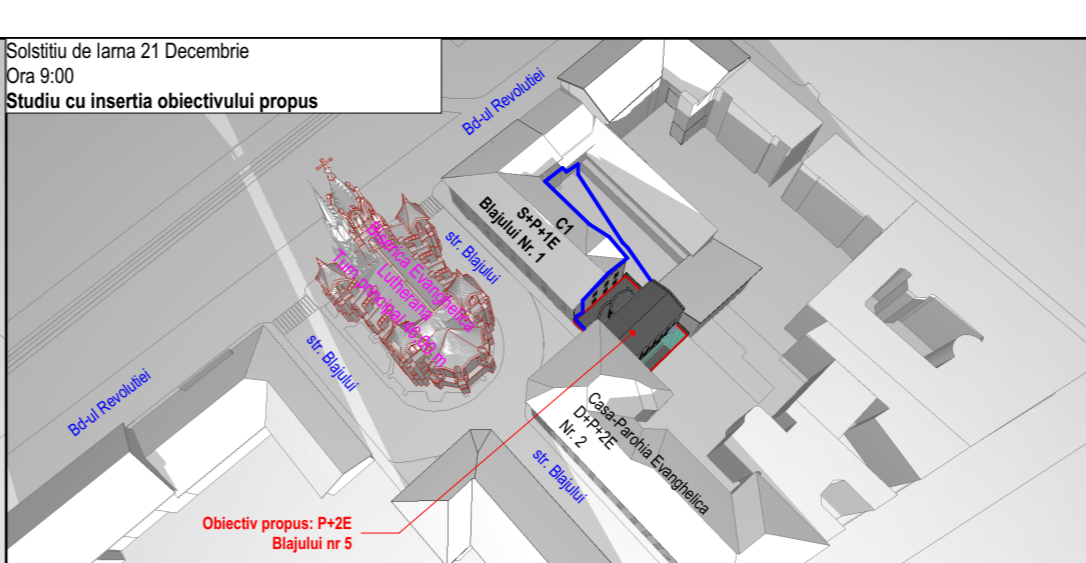 Solstitiu de Iarna 21 Decembrie
Ora 9:00
Studiu cu insertia obiectivului propus
Bd-ul Revolutiei
C1
S+P+1E
Blajului Nr. 1
str. Blajului
Biserica Evanghelica
Lutherana
Turn principal
str. Blajului
Bd-ul Revolutiei
Casa-Parohia Evanghelica
D+P+2E
Nr. 2
str. Blajului
Obiectiv propus: P+2E
Blajului nr 5